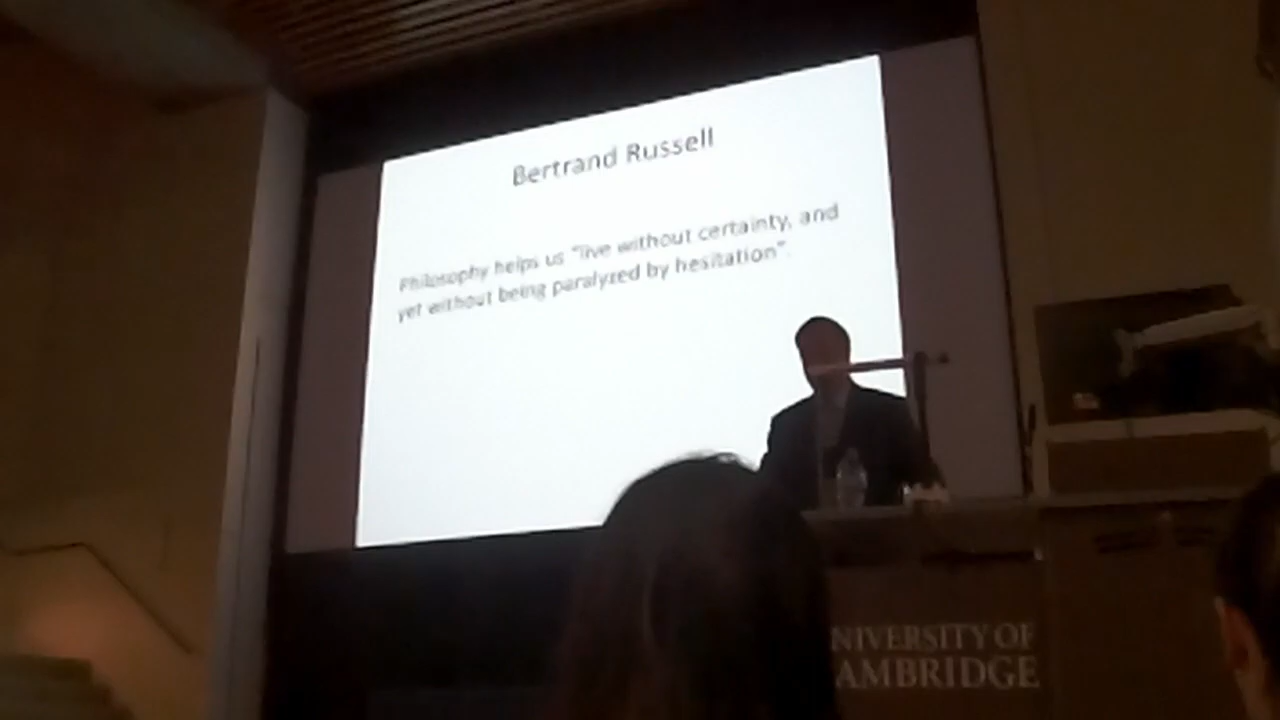 Bertrand Russell
Philosophy helps us "live without certainty, and
yet without being paralyzed by hesitation".
NIVERSITY OF
AMBRIDGE